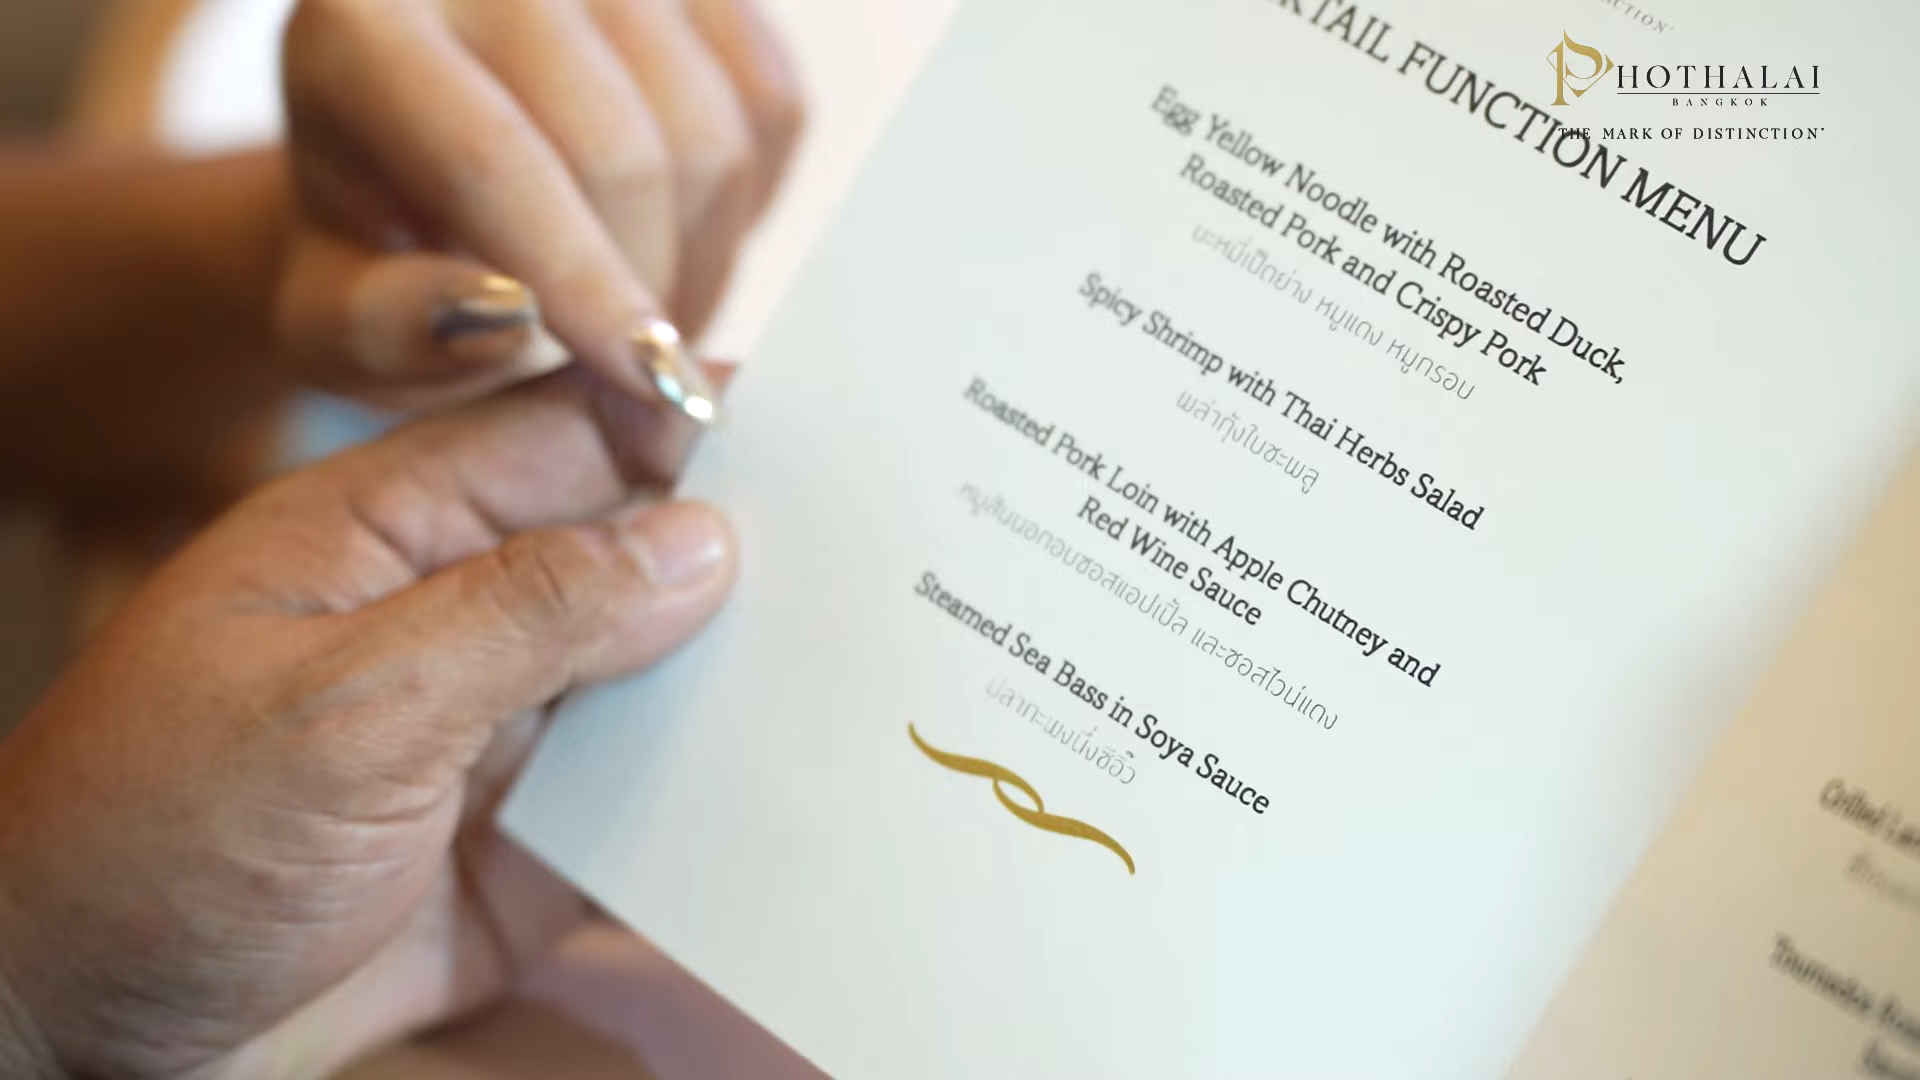 PHOTHALAI
BANGKOK
THE MARK OF DISTINCTION
FUNCTION MENU
Egg Yellow Noodle with Roasted Duck,
Roasted Pork and Crispy Pork
บะหมี่เป็ดย่าง หมูแดง หมูกรอบ
Spicy Shrimp with Thai Herbs Salad
พล่ากุ้งใบชะพลู
Roasted Pork Loin with Apple Chutney and
Red Wine Sauce
หมูสันนอกอบซอสแอปเปิ้ล และซอสไวน์แดง
Steamed Sea Bass in Soya Sauce
ปลากะพงนึ่งซีอิ๊ว
Grilled